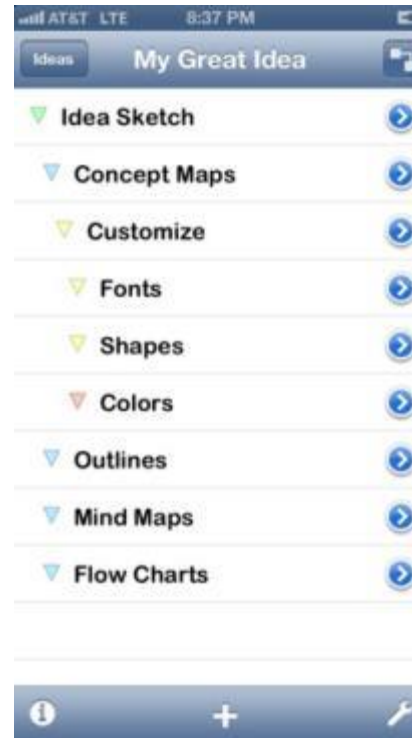 AT&T LTE 8:37 PM
Ideas My Great Idea
Idea Sketch
Concept Maps
Customize
Fonts
Shapes
Colors
Outlines
Mind Maps
Flow Charts